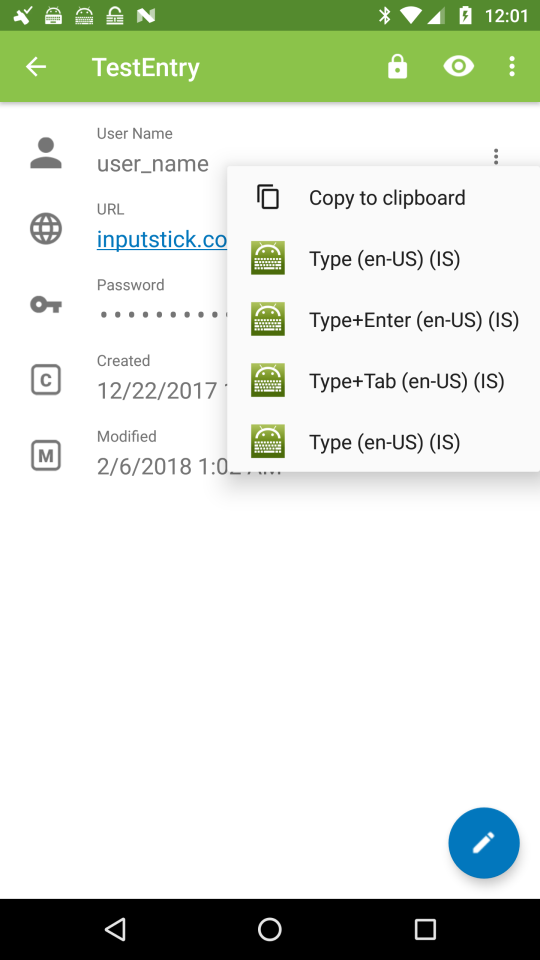 12:01
TestEntry
User Name
user_name
Copy to clipboard
URL
inputstick.co
Type (en-US) (IS)
Password
Type+Enter (en-US) (IS)
Created
C
12/22/2017
Type+Tab (en-US) (IS)
Modified
M
Type (en-US) (IS)
2/6/2018 1:02 AM